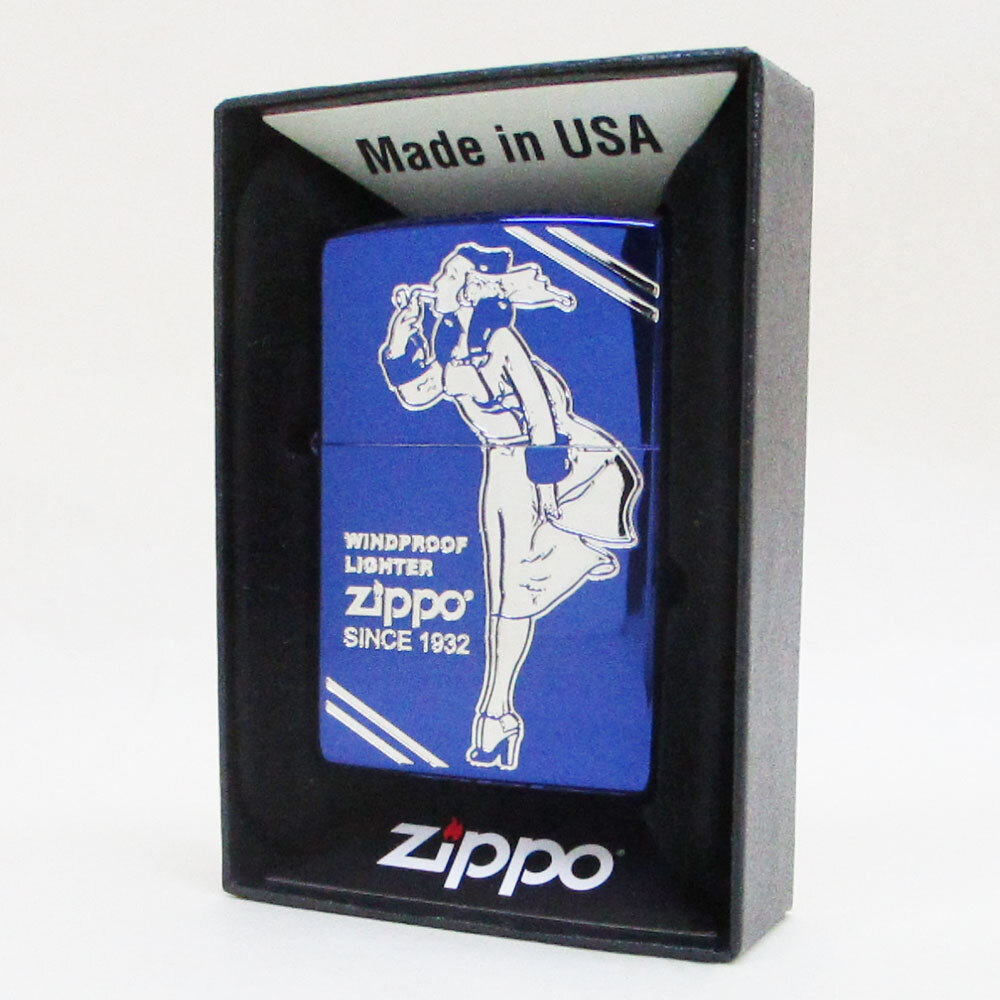 Made in USA
WINDPROOF
LIGHTER
zippo®
SINCE 1932
zippo